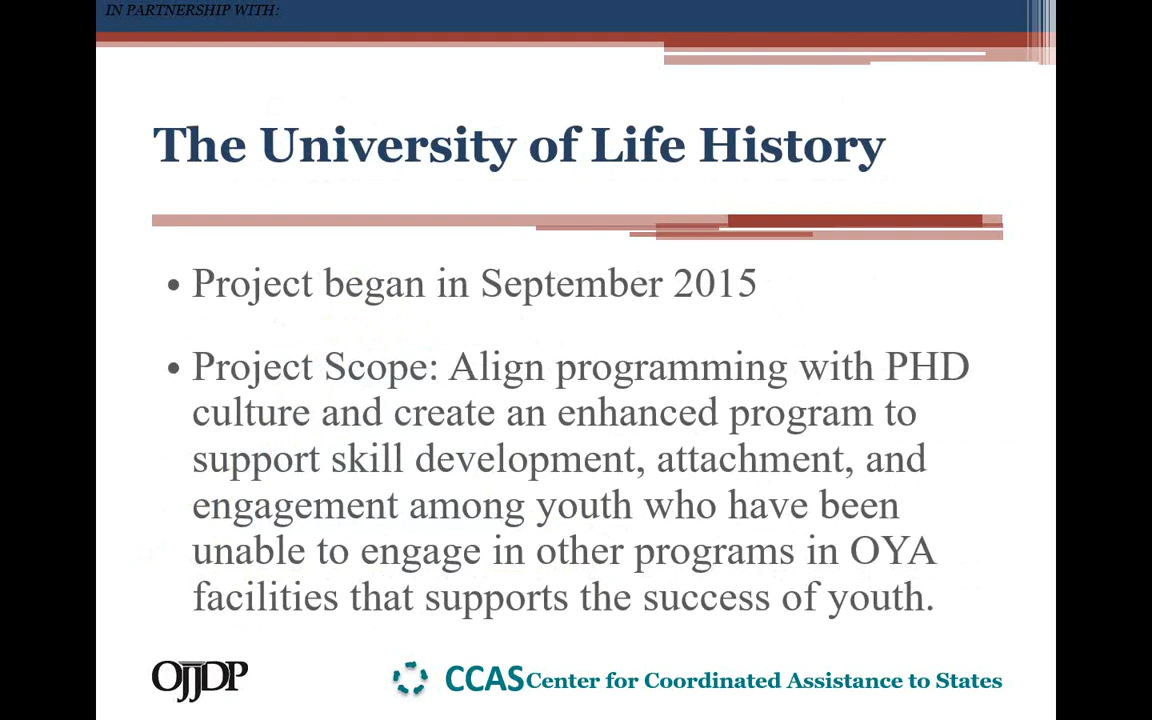 IN PARTNERSHIP WITH:
The University of Life History
• Project began in September 2015
• Project Scope: Align programming with PHD
culture and create an enhanced program to
support skill development, attachment, and
engagement among youth who have been
unable to engage in other programs in OYA
facilities that supports the success of youth.
OJJDP
CCAS Center for Coordinated Assistance to States